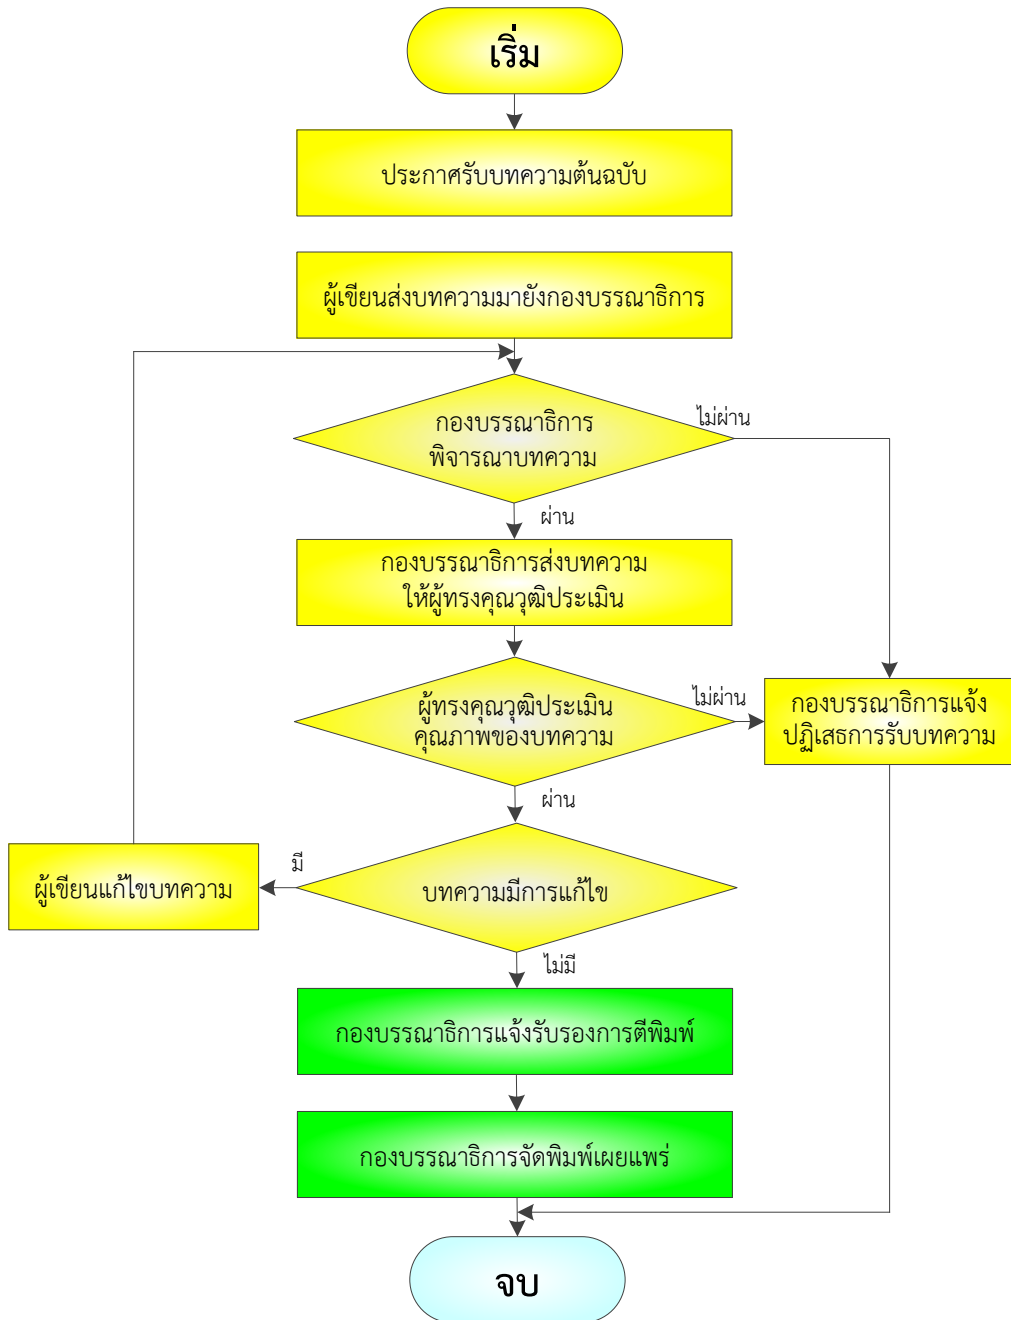 เริ่ม
ประกาศรับบทความต้นฉบับ
ผู้เขียนส่งบทความมายังกองบรรณาธิการ
กองบรรณาธิการ
พิจารณาบทความ
ไม่ผ่าน
ผ่าน
กองบรรณาธิการส่งบทความ
ให้ผู้ทรงคุณวุฒิประเมิน
ผู้ทรงคุณวุฒิประเมิน
คุณภาพของบทความ
ไม่ผ่าน
กองบรรณาธิการแจ้ง
ปฏิเสธการรับบทความ
ผ่าน
บทความมีการแก้ไข
มี
ผู้เขียนแก้ไขบทความ
ไม่มี
กองบรรณาธิการแจ้งรับรองการตีพิมพ์
กองบรรณาธิการจัดพิมพ์เผยแพร่
จบ